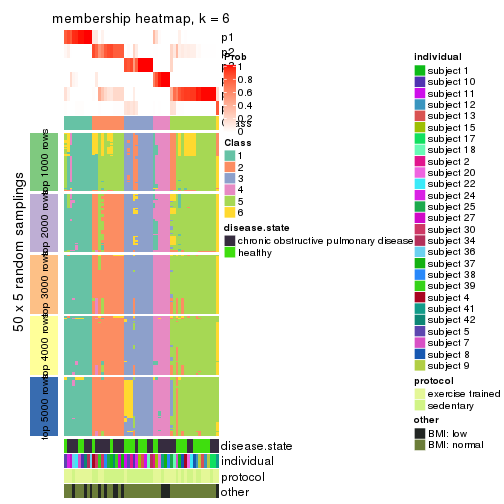 membership heatmap, k = 6
p1
p2
Prob
1
0.8
0.6
0.4
0.2
0
Class
1
2
3
4
5
6
disease.state
chronic obstructive pulmonary disease
healthy
50 x 5 random samplings
top 1000 rows
top 2000 rows
top 3000 rows
top 4000 rows
top 5000 rows
disease.state
individual
protocol
other
individual
subject 1
subject 10
subject 11
subject 12
subject 13
subject 15
subject 17
subject 18
subject 2
subject 20
subject 22
subject 24
subject 25
subject 27
subject 30
subject 34
subject 36
subject 37
subject 38
subject 39
subject 4
subject 41
subject 42
subject 5
subject 7
subject 8
subject 9
protocol
exercise trained
sedentary
other
BMI: low
BMI: normal